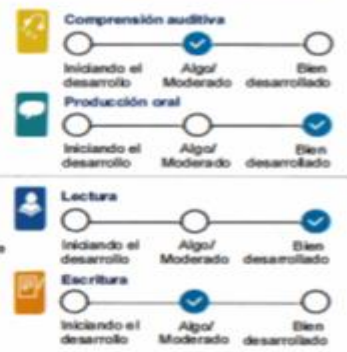 Comprensión auditiva
Iniciando el desarrollo
Algo/ Moderado
Bien desarrollado
Producción oral
Iniciando el desarrollo
Algo/ Moderado
Bien desarrollado
Lectura
Iniciando el desarrollo
Algo/ Moderado
Bien desarrollado
Escritura
Iniciando el desarrollo
Algo/ Moderado
Bien desarrollado